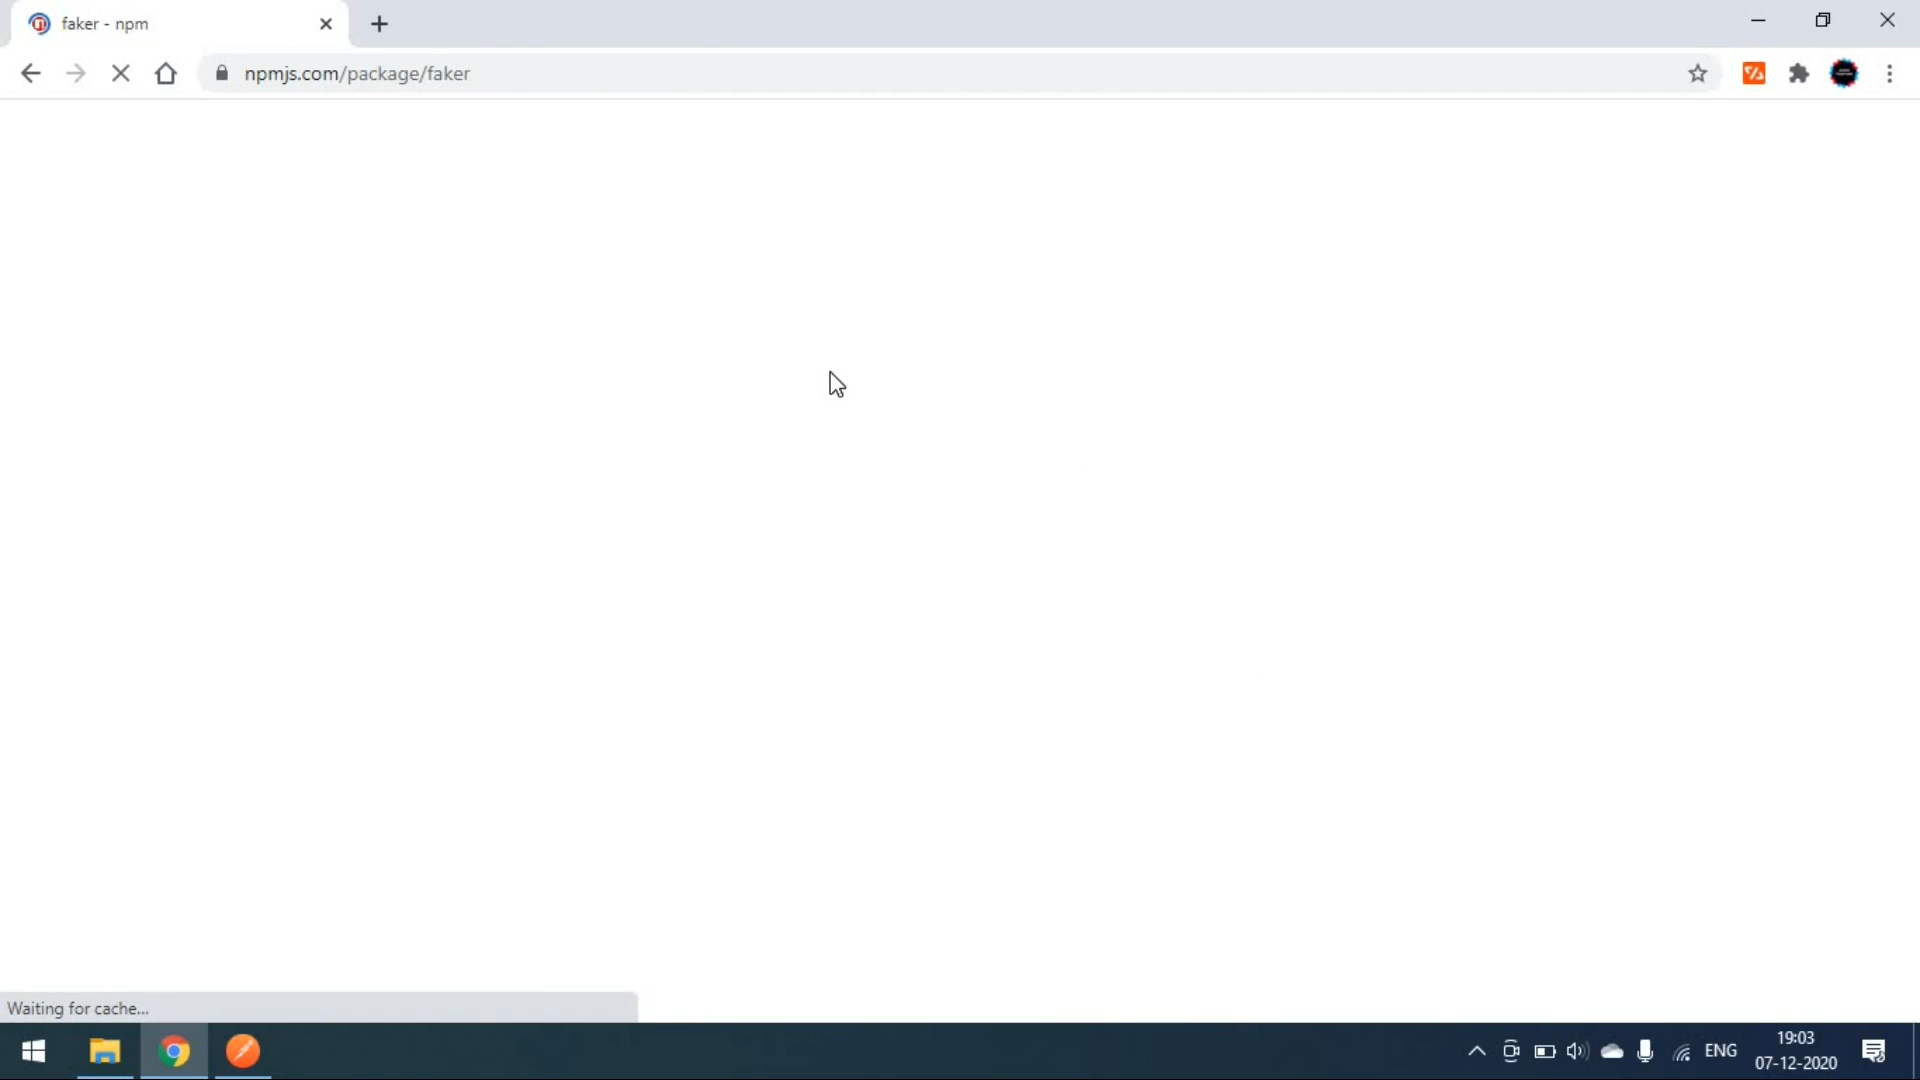 faker - npm
npmjs.com/package/faker
Waiting for cache...
ENG
19:03
07-12-2020